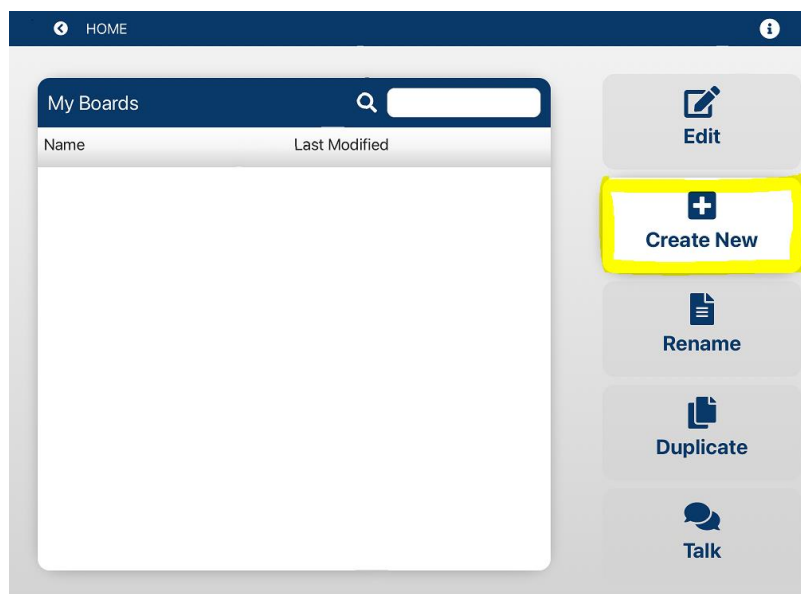 HOME
My Boards
Name Last Modified
Edit
Create New
Rename
Duplicate
Talk